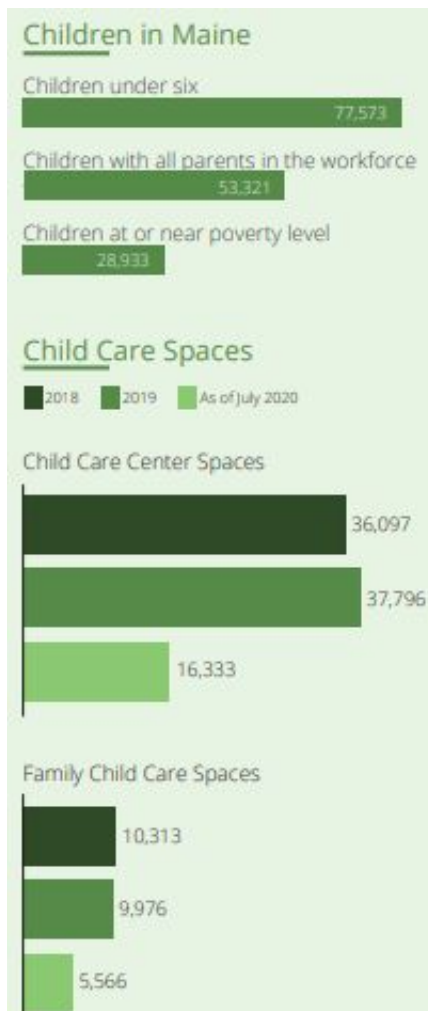 Children in Maine
Children under six
77,573
Children with all parents in the workforce
53,321
Children at or near poverty level
28,933
Child Care Spaces
2018 2019 As of July 2020
Child Care Center Spaces
36,097
37,796
16,333
Family Child Care Spaces
10,313
9,976
5,566